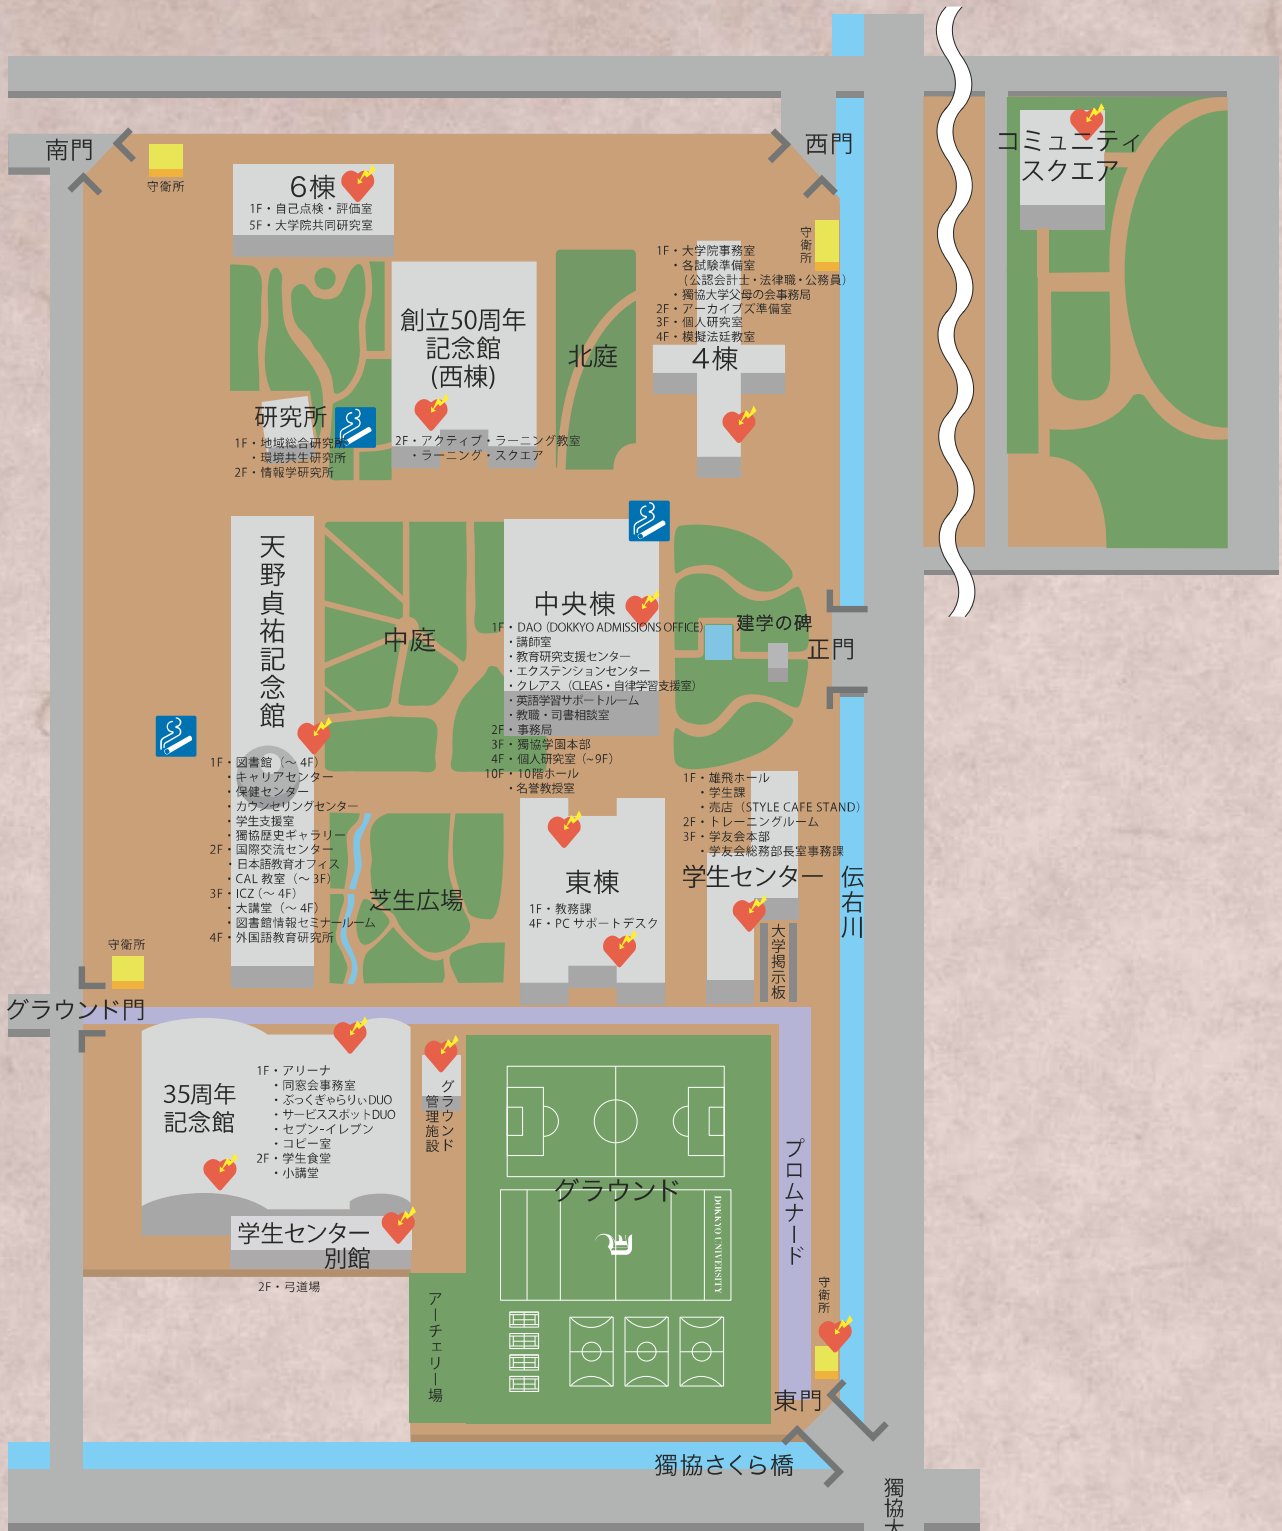 南門
守衛所
6棟
1F・自己点検・評価室
5F・大学院共同研究室
西門
守衛所
コミュニティ
スクエア
1F・大学院事務室
・各試験準備室
(公認会計士・法律職・公務員)
・獨協大学父母の会事務局
2F・アーカイブズ準備室
3F・個人研究室
4F・模擬法廷教室
4棟
創立50周年
記念館
(西棟)
2F・アクティブ・ラーニング教室
・ラーニング・スクエア
北庭
研究所
1F・地域総合研究所
・環境共生研究所
2F・情報学研究所
天野貞祐記念館
1F・図書館（～4F）
・キャリアセンター
・保健センター
・カウンセリングセンター
・学生支援室
・獨協歴史ギャラリー
2F・国際交流センター
・日本語教育オフィス
・CAL 教室（～3F）
3F・ICZ（～4F）
・大講堂（～4F）
・図書館情報セミナールーム
4F・外国語教育研究所
中庭
中央棟
1F・DAO (DOKKYO ADMISSIONS OFFICE)
・講師室
・教育研究支援センター
・エクステンションセンター
・クレアス（CLEAS・自律学習支援室）
・英語学習サポートルーム
・教職・司書相談室
2F・事務局
3F・獨協学園本部
4F・個人研究室（~9F）
10F・10階ホール
・名誉教授室
建学の碑
正門
1F・雄飛ホール
・学生課
・売店（STYLE CAFE STAND）
2F・トレーニングルーム
3F・学友会本部
・学友会総務部長室事務課
学生センター
伝右川
大学掲示板
芝生広場
東棟
1F・教務課
4F・PC サポートデスク
守衛所
グラウンド門
35周年
記念館
1F・アリーナ
・同窓会事務室
・ぶっくぎゃらりぃDUO
・サービススポットDUO
・セブン-イレブン
・コピー室
2F・学生食堂
・小講堂
グラウンド
管理施設
学生センター
別館
2F・弓道場
グラウンド
DOKKYO UNIVERSITY
プロムナード
アーチェリー場
守衛所
東門
獨協さくら橋
獨協大